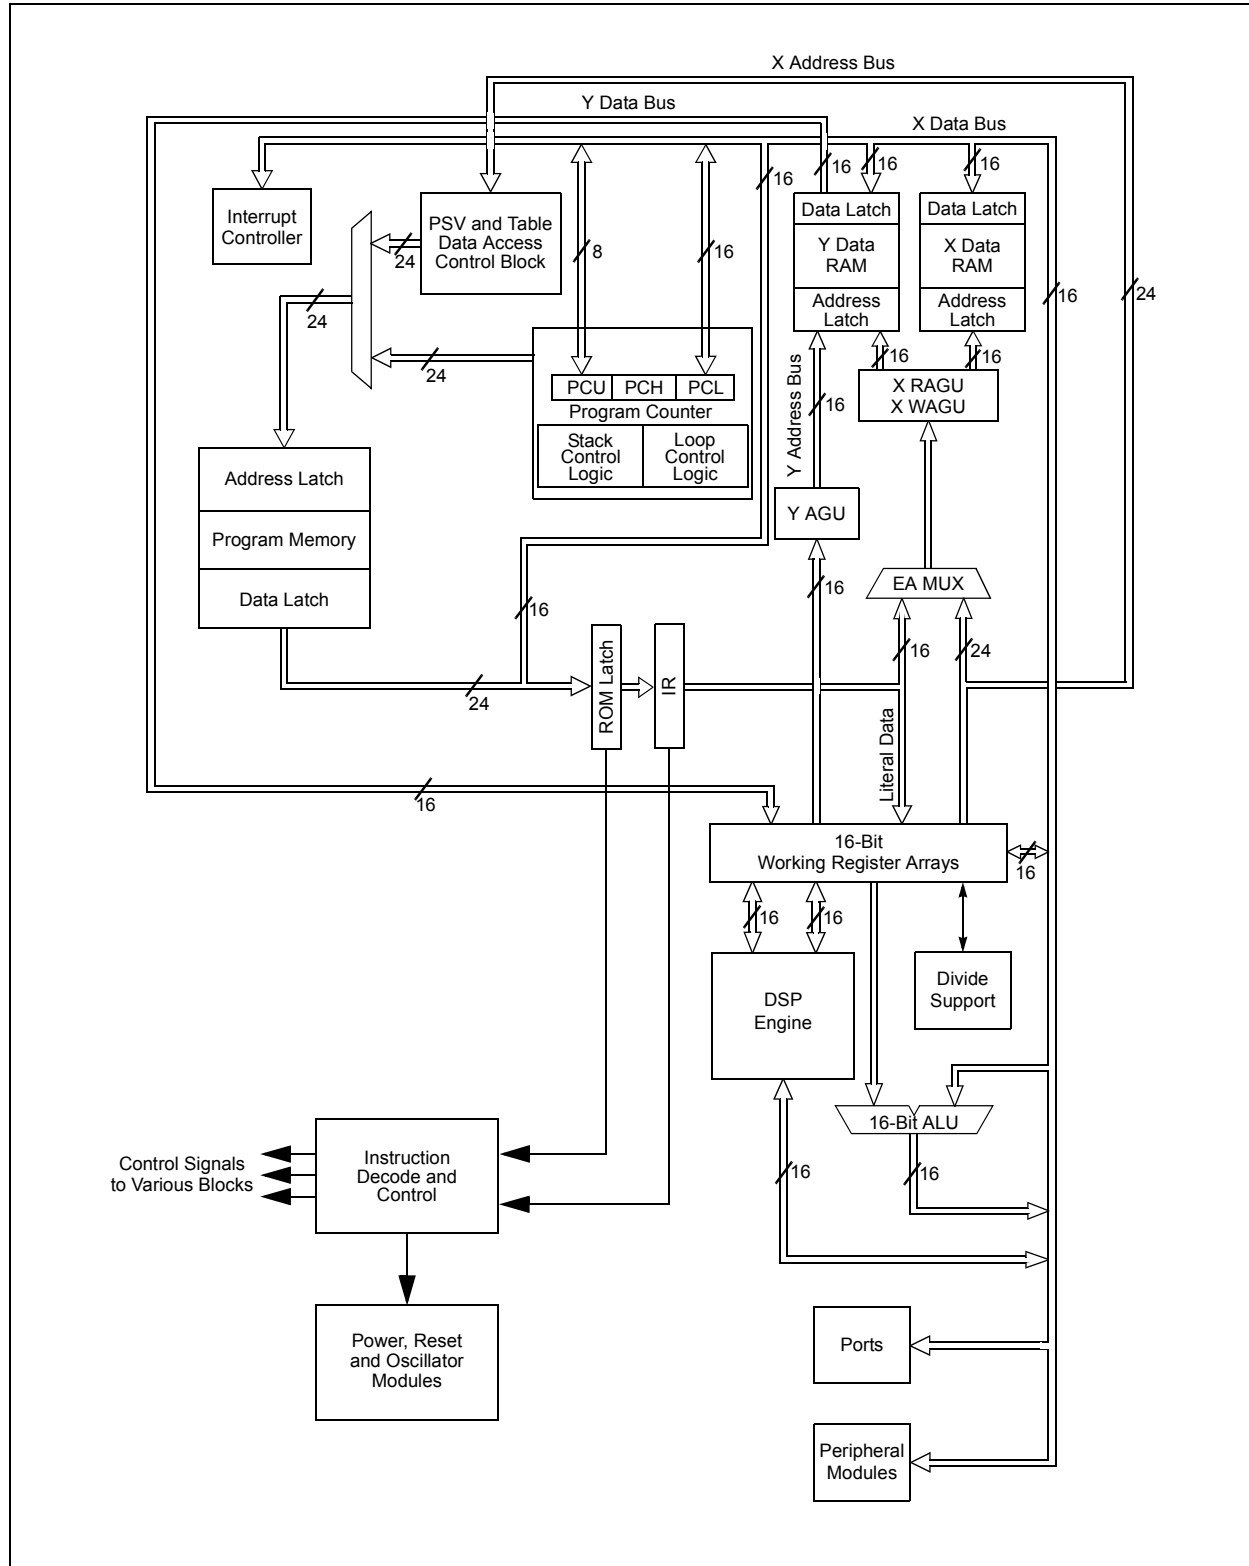 X Address Bus
Y Data Bus
X Data Bus
16
16
16
16
Interrupt
Controller
PSV and Table
Data Access
Control Block
24
8
16
Data Latch
Y Data
RAM
Address
Latch
Data Latch
X Data
RAM
Address
Latch
16
24
24
24
16
16
PCU
PCH
PCL
Program Counter
Stack
Control
Logic
Loop
Control
Logic
Y Address Bus
16
X RAGU
X WAGU
Address Latch
Program Memory
Data Latch
Y AGU
16
EA MUX
16
24
16
24
ROM Latch
IR
Literal Data
16
16-Bit
Working Register Arrays
16
16
16
DSP
Engine
Divide
Support
16-Bit ALU
16
16
Control Signals
to Various Blocks
Instruction
Decode and
Control
Power, Reset
and Oscillator
Modules
Ports
Peripheral
Modules